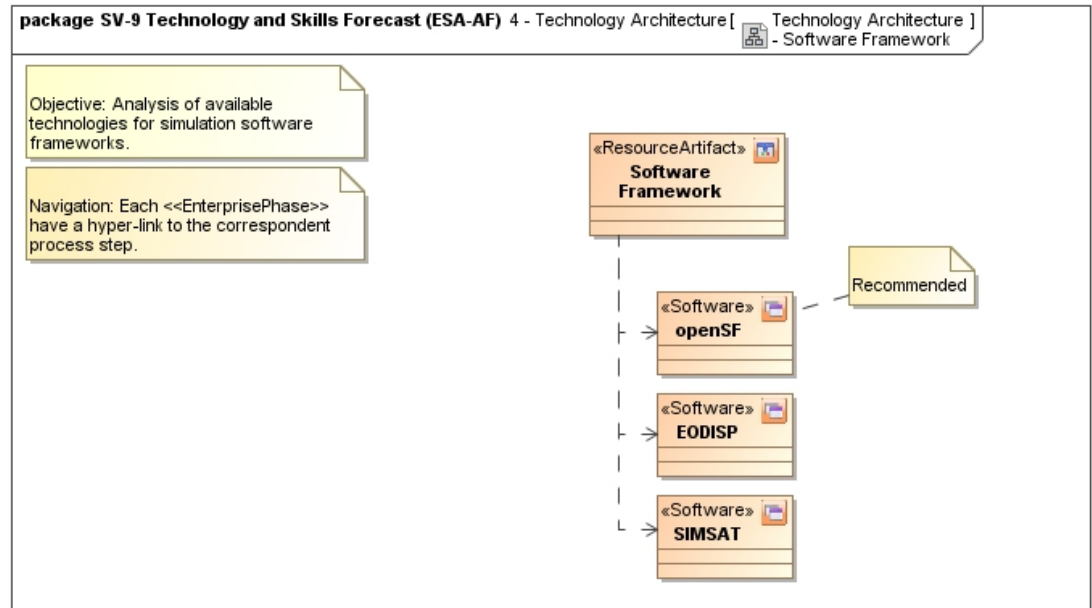 package SV-9 Technology and Skills Forecast (ESA-AF) 4 - Technology Architecture [ Technology Architecture ]
- Software Framework
Objective: Analysis of available
technologies for simulation software
frameworks.
Navigation: Each <<EnterprisePhase>>
have a hyper-link to the correspondent
process step.
«ResourceArtifact»
Software
Framework
Recommended
«Software»
openSF
«Software»
EODISP
«Software»
SIMSAT